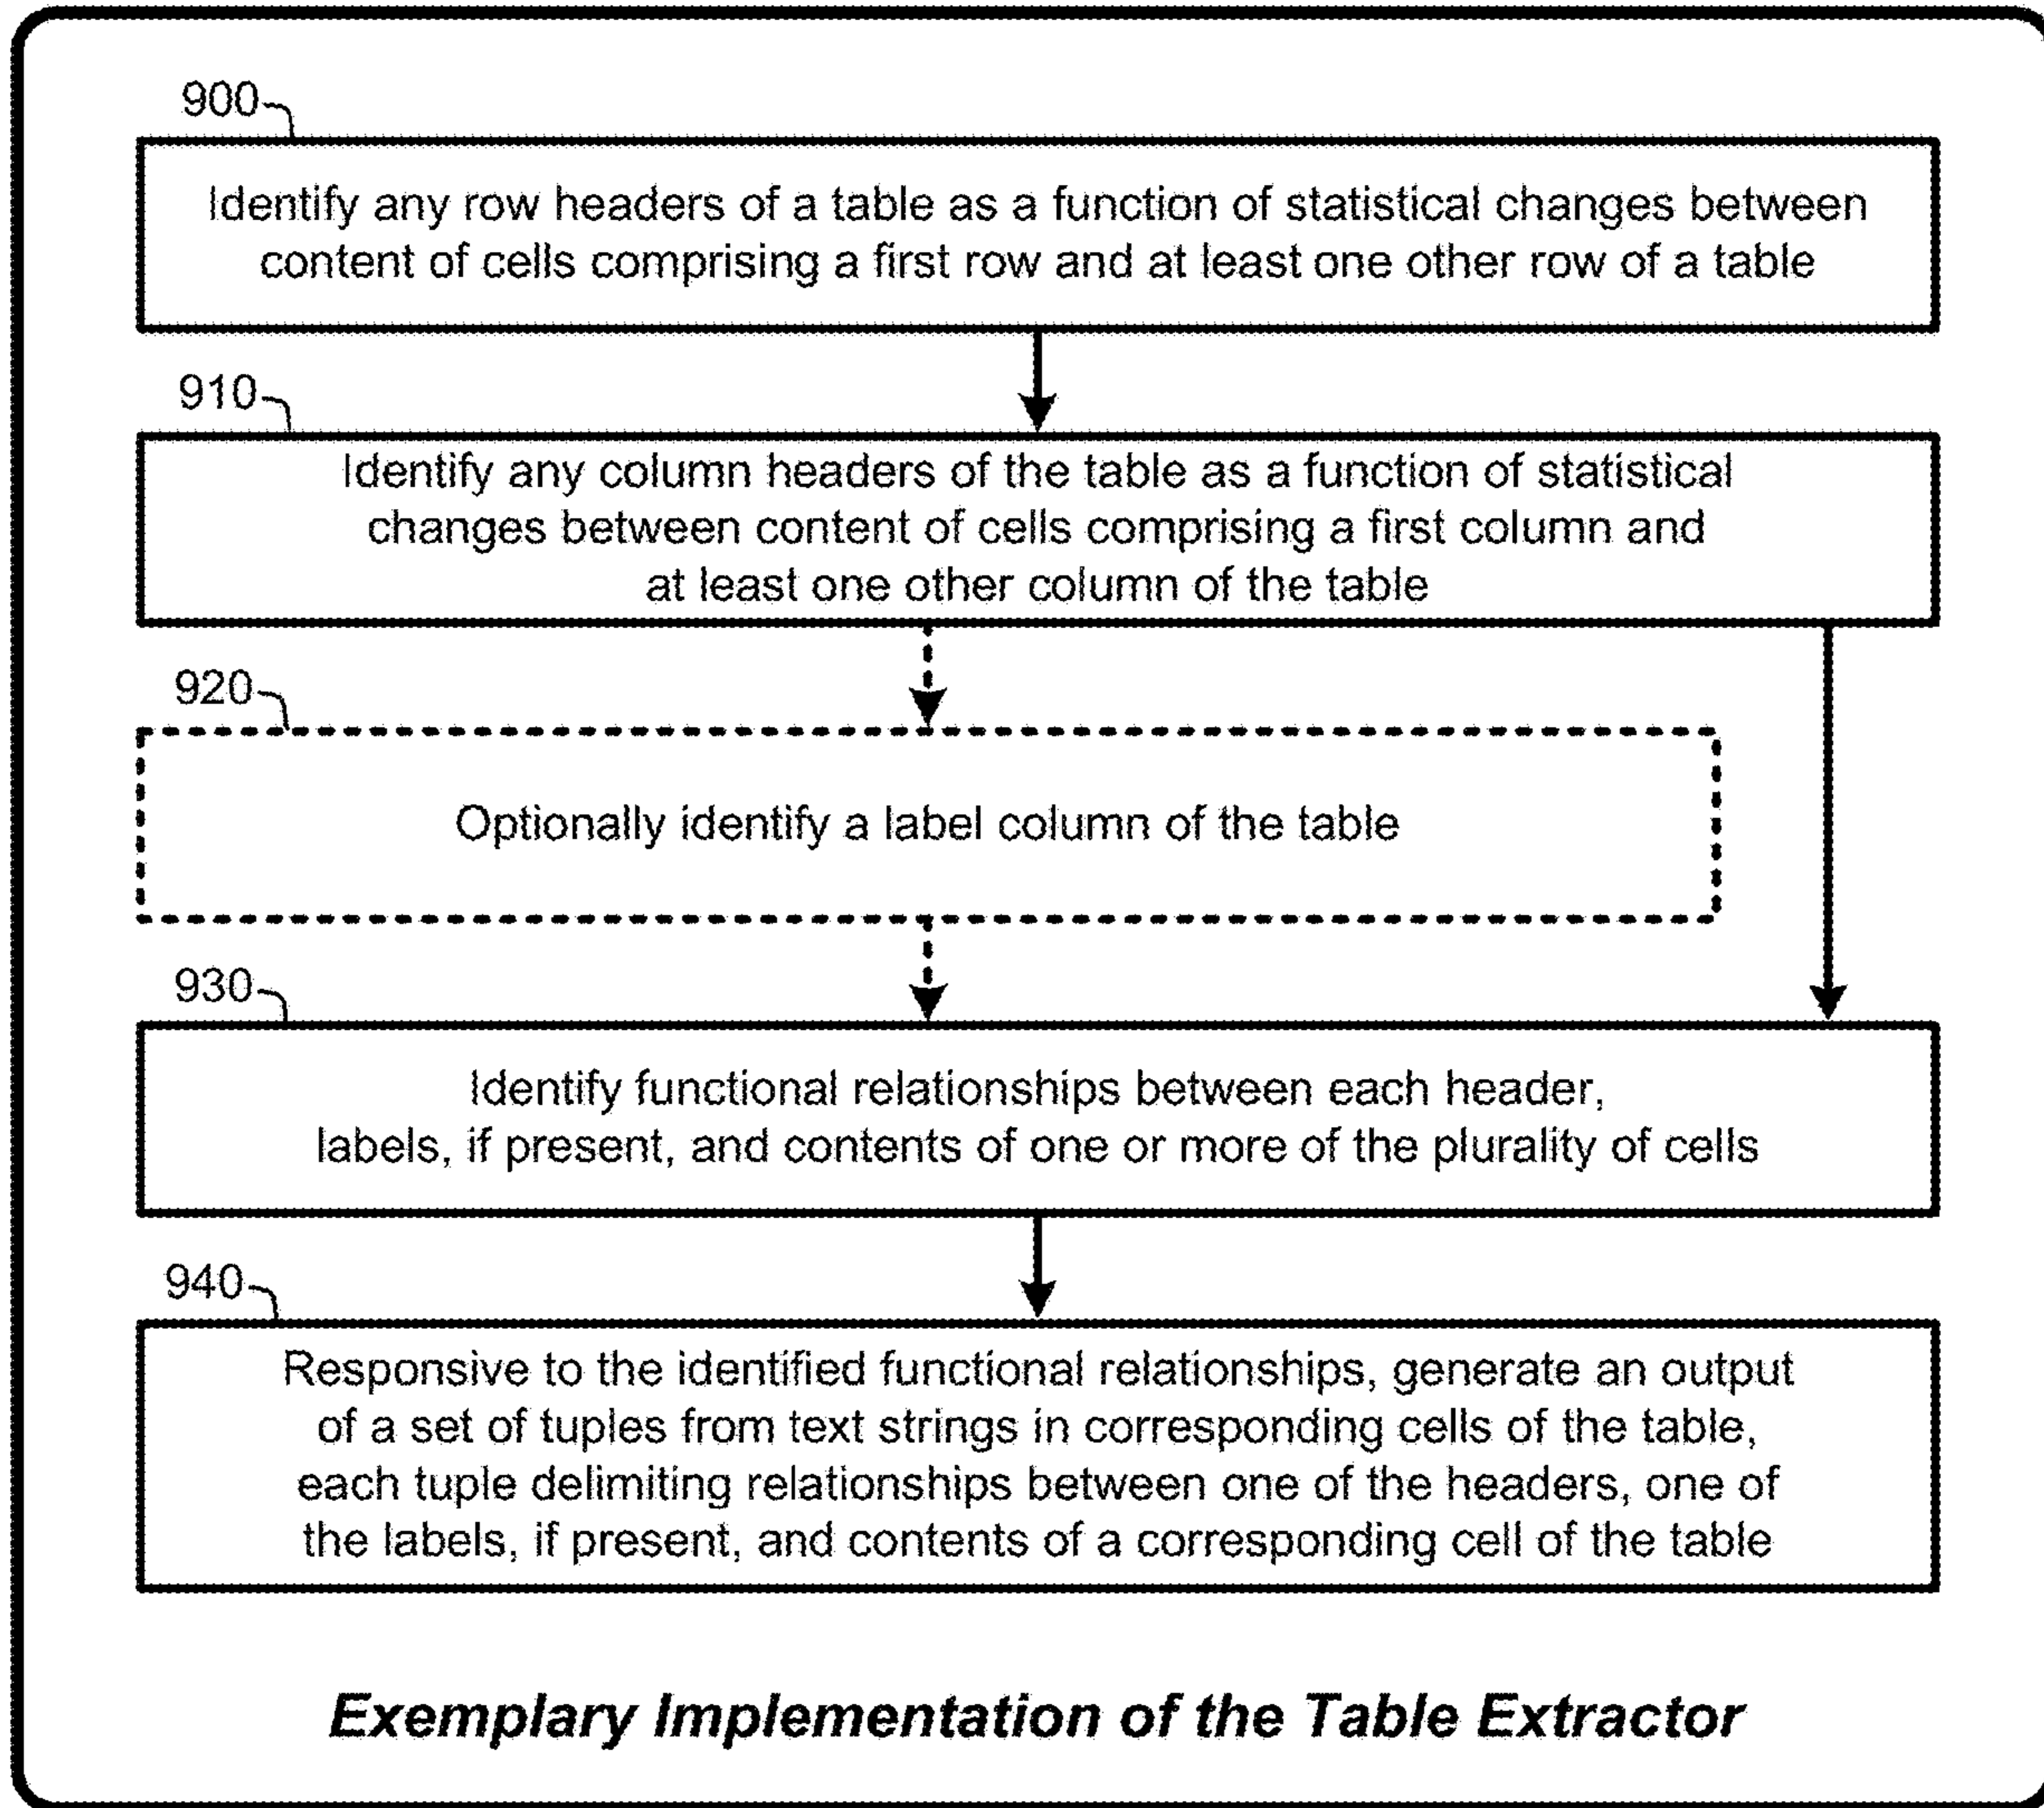 900
Identify any row headers of a table as a function of statistical changes between
content of cells comprising a first row and at least one other row of a table
910
Identify any column headers of the table as a function of statistical
changes between content of cells comprising a first column and
at least one other column of the table
920
Optionally identify a label column of the table
930
Identify functional relationships between each header,
labels, if present, and contents of one or more of the plurality of cells
940
Responsive to the identified functional relationships, generate an output
of a set of tuples from text strings in corresponding cells of the table,
each tuple delimiting relationships between one of the headers, one of
the labels, if present, and contents of a corresponding cell of the table
Exemplary Implementation of the Table Extractor